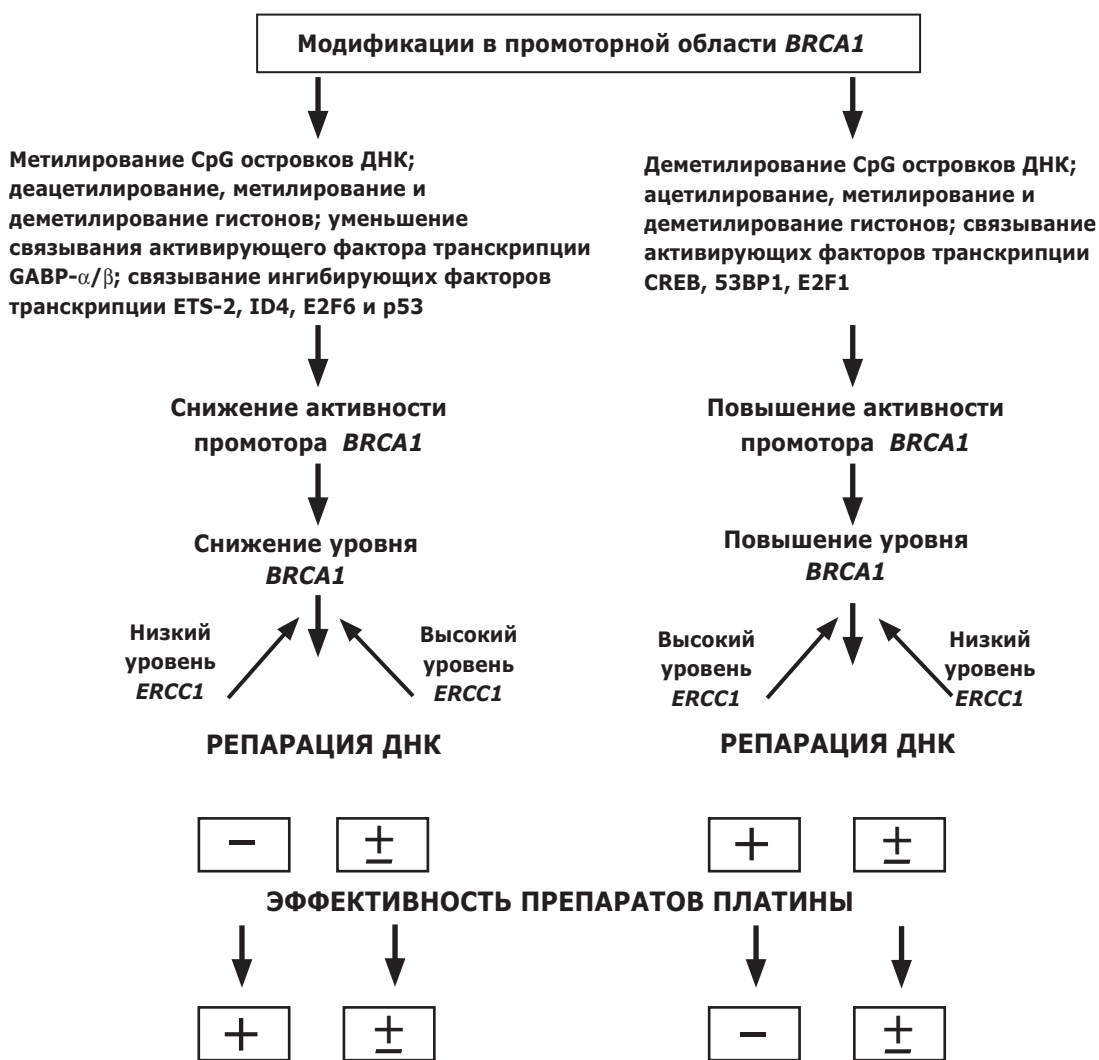 Модификации в промоторной области BRCA1
Метилирование CpG островков ДНК;
деацетилирование, метилирование и
деметилирование гистонов; уменьшение
связывания активирующего фактора транскрипции
GABP-α/β; связывание ингибирующих факторов
транскрипции ETS-2, ID4, E2F6 и p53
Деметилирование CpG островков ДНК;
ацетилирование, метилирование и
деметилирование гистонов; связывание
активирующих факторов транскрипции
CREB, 53BP1, E2F1
Снижение активности
промотора BRCA1
Повышение активности
промотора BRCA1
Снижение уровня
BRCA1
Повышение уровня
BRCA1
Низкий
уровень
ERCC1
Высокий
уровень
ERCC1
Высокий
уровень
ERCC1
Низкий
уровень
ERCC1
РЕПАРАЦИЯ ДНК
РЕПАРАЦИЯ ДНК
− ± + ±
ЭФФЕКТИВНОСТЬ ПРЕПАРАТОВ ПЛАТИНЫ
+ ± − ±